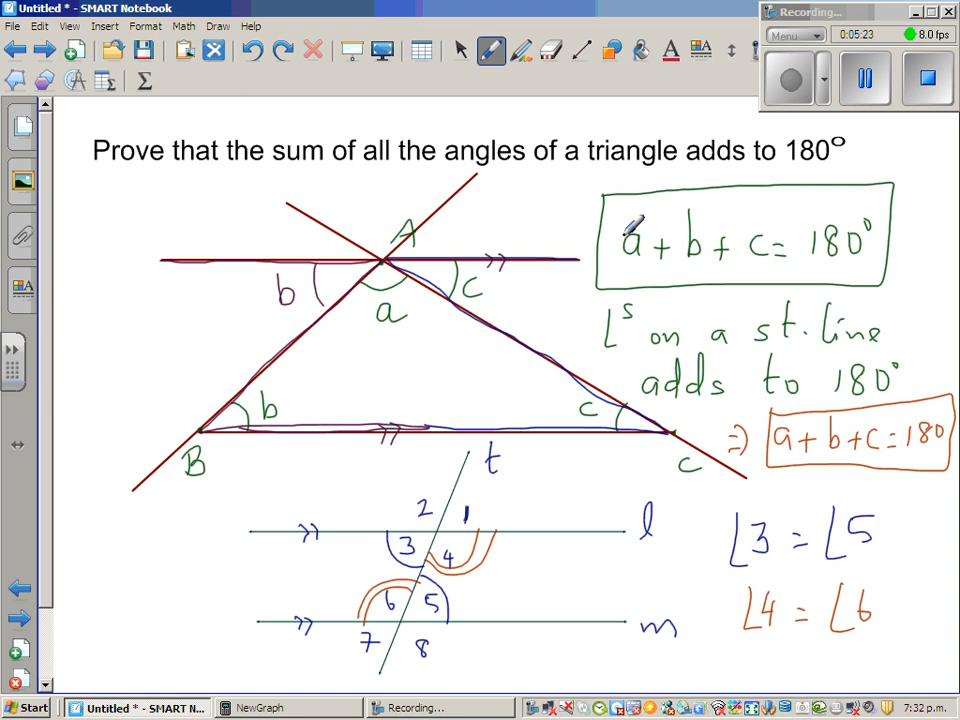 Untitled * - SMART Notebook
Recording...
File Edit View Insert Format Math Draw Help
Menu
0:05:23
8.0 fps
Prove that the sum of all the angles of a triangle adds to 180°
A
a + b + c = 180°
b
c
a
∠s on a st. line
adds to 180°
b
c
⇒ a + b + c = 180
B
C
t
2
1
l
3
4
∠3 = ∠5
6
5
∠4 = ∠6
m
7
8
Start
Untitled * - SMART N...
NewGraph
Recording...
7:32 p.m.